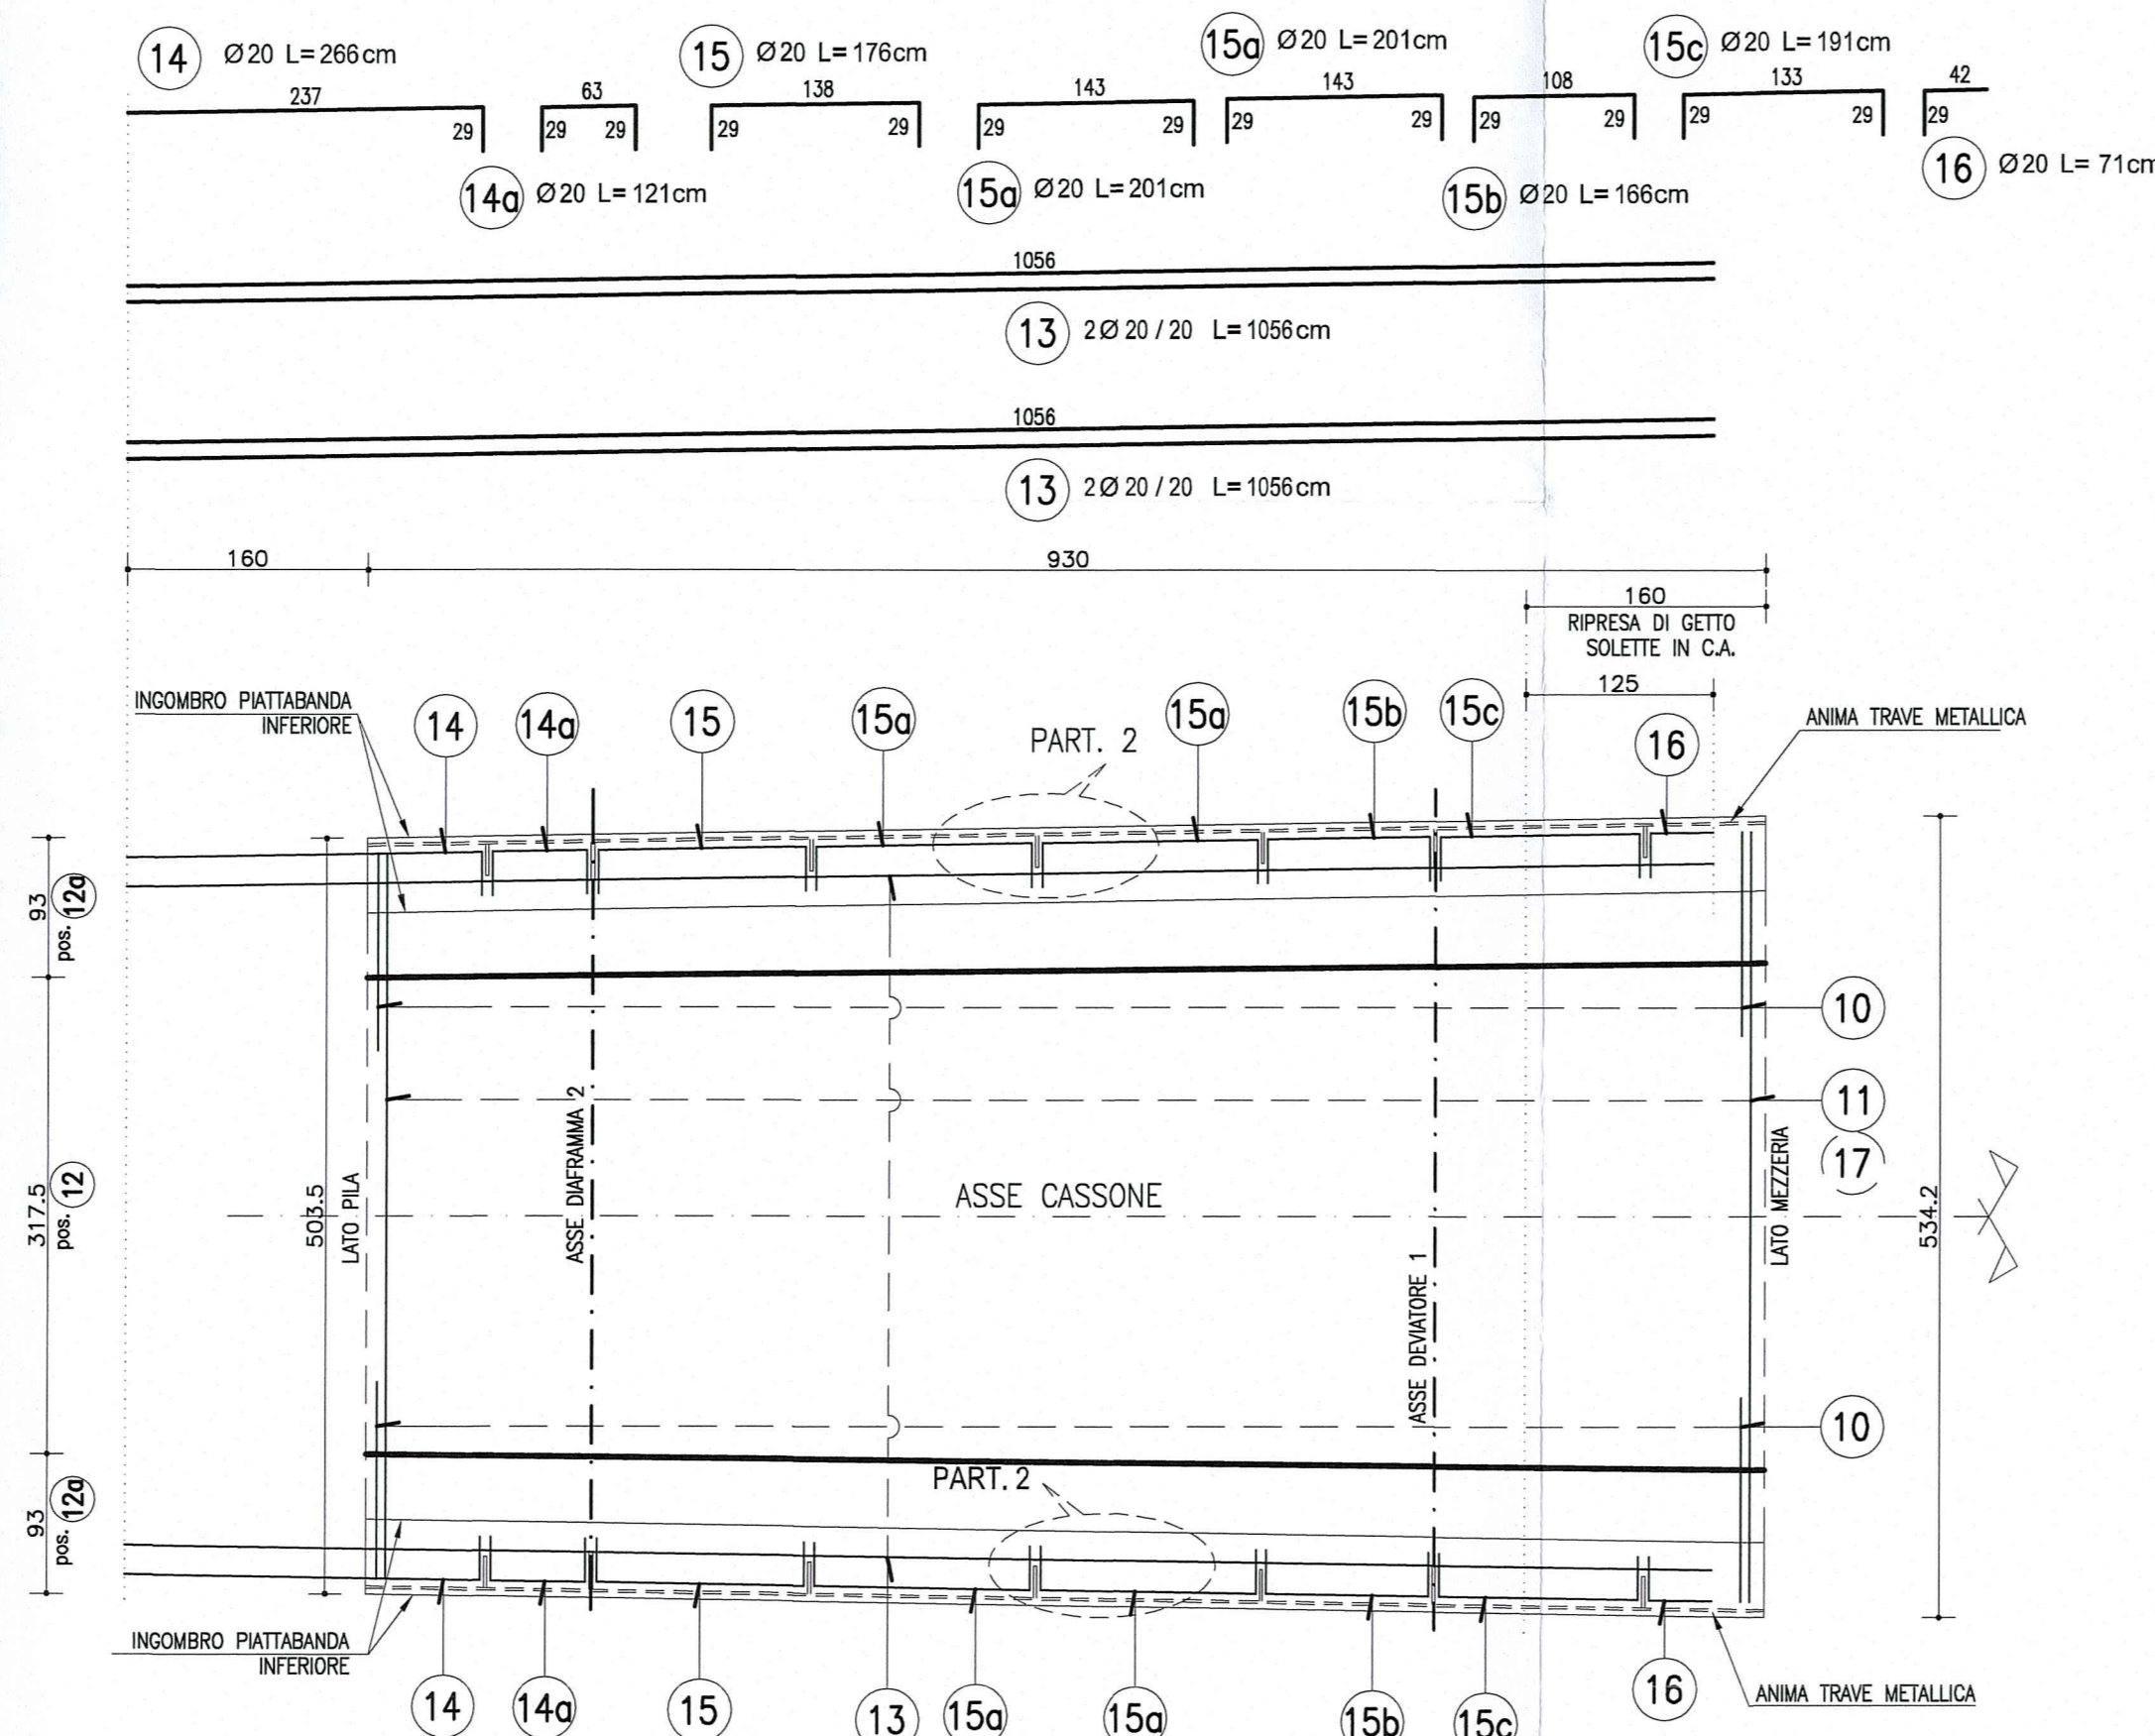 14 Ø20 L=266cm
15 Ø20 L=176cm
15a Ø20 L=201cm
15c Ø20 L=191cm
237
63
138
143
143
108
133
42
29
29 29
29 29
29 29
29 29
29 29
29 29
29
14a Ø20 L=121cm
15a Ø20 L=201cm
15b Ø20 L=166cm
16 Ø20 L=71cm
1056
13 2Ø20/20 L=1056cm
1056
13 2Ø20/20 L=1056cm
160
930
160
RIPRESA DI GETTO
SOLETTE IN C.A.
125
INGOMBRO PIATTABANDA
INFERIORE
14
14a
15
15a
PART. 2
15a
15b
15c
16
ANIMA TRAVE METALLICA
93
pos. 12a
317.5
pos. 12
93
pos. 12a
503.5
LATO PILA
ASSE DIAFRAMMA 2
ASSE CASSONE
ASSE DEVIATORE 1
LATO MEZZERIA
534.2
10
11
17
10
PART. 2
INGOMBRO PIATTABANDA
INFERIORE
14
14a
15
13
15a
15a
15b
15c
16
ANIMA TRAVE METALLICA